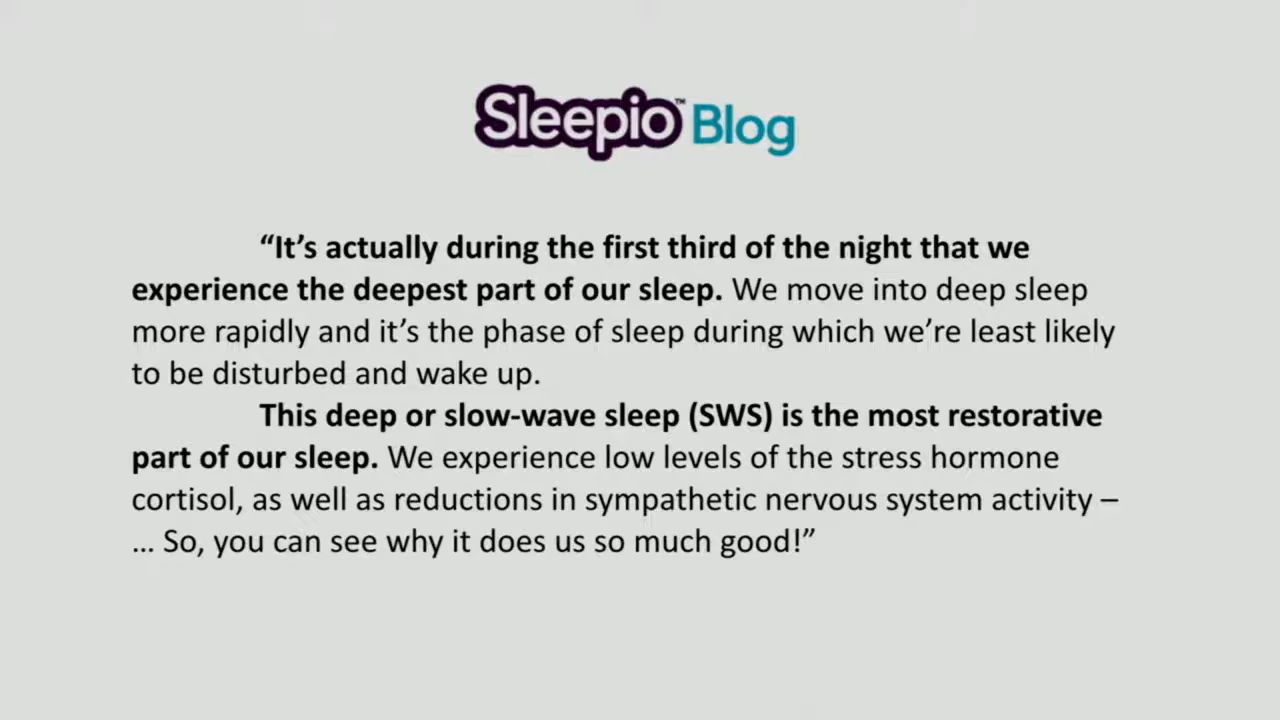 Sleepio™ Blog
“It’s actually during the first third of the night that we
experience the deepest part of our sleep. We move into deep sleep
more rapidly and it’s the phase of sleep during which we’re least likely
to be disturbed and wake up.
This deep or slow-wave sleep (SWS) is the most restorative
part of our sleep. We experience low levels of the stress hormone
cortisol, as well as reductions in sympathetic nervous system activity –
... So, you can see why it does us so much good!”